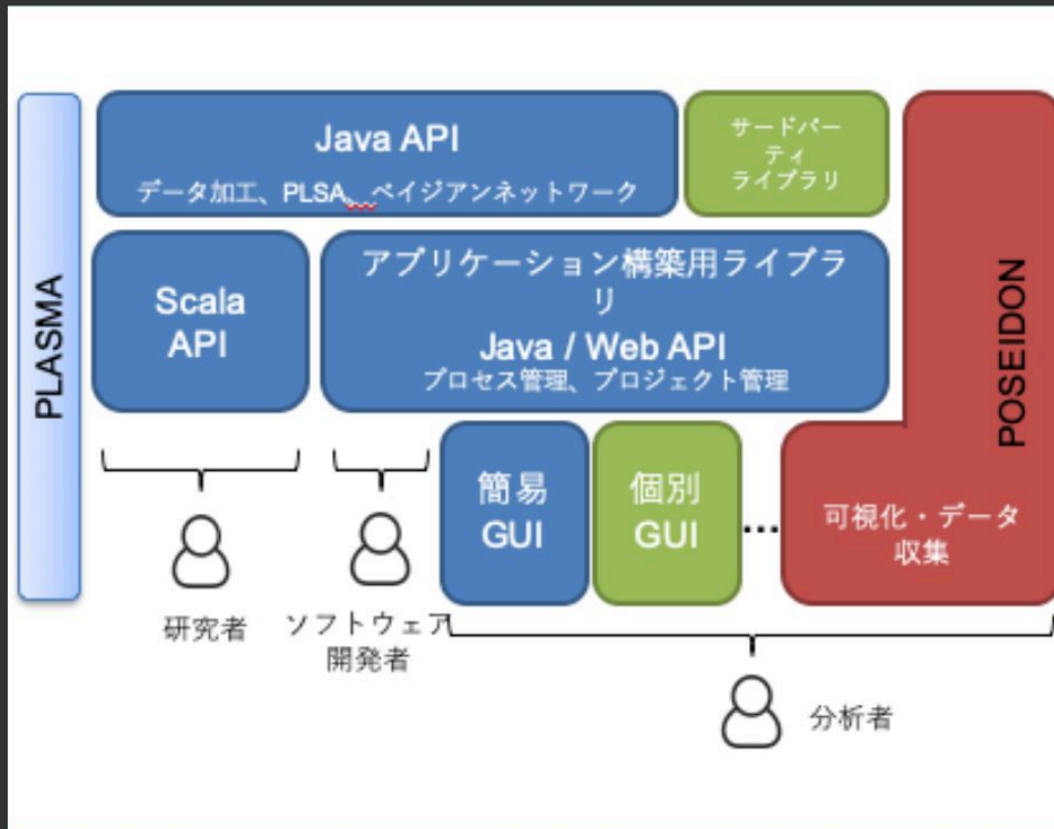 PLASMA
Java API
データ加工、PLSA、ベイジアンネットワーク
サードパー
ティ
ライブラリ
POSEIDON
Scala
API
アプリケーション構築用ライブラ
リ
Java / Web API
プロセス管理、プロジェクト管理
簡易
GUI
個別
GUI
...
可視化・データ
収集
研究者
ソフトウェア
開発者
分析者